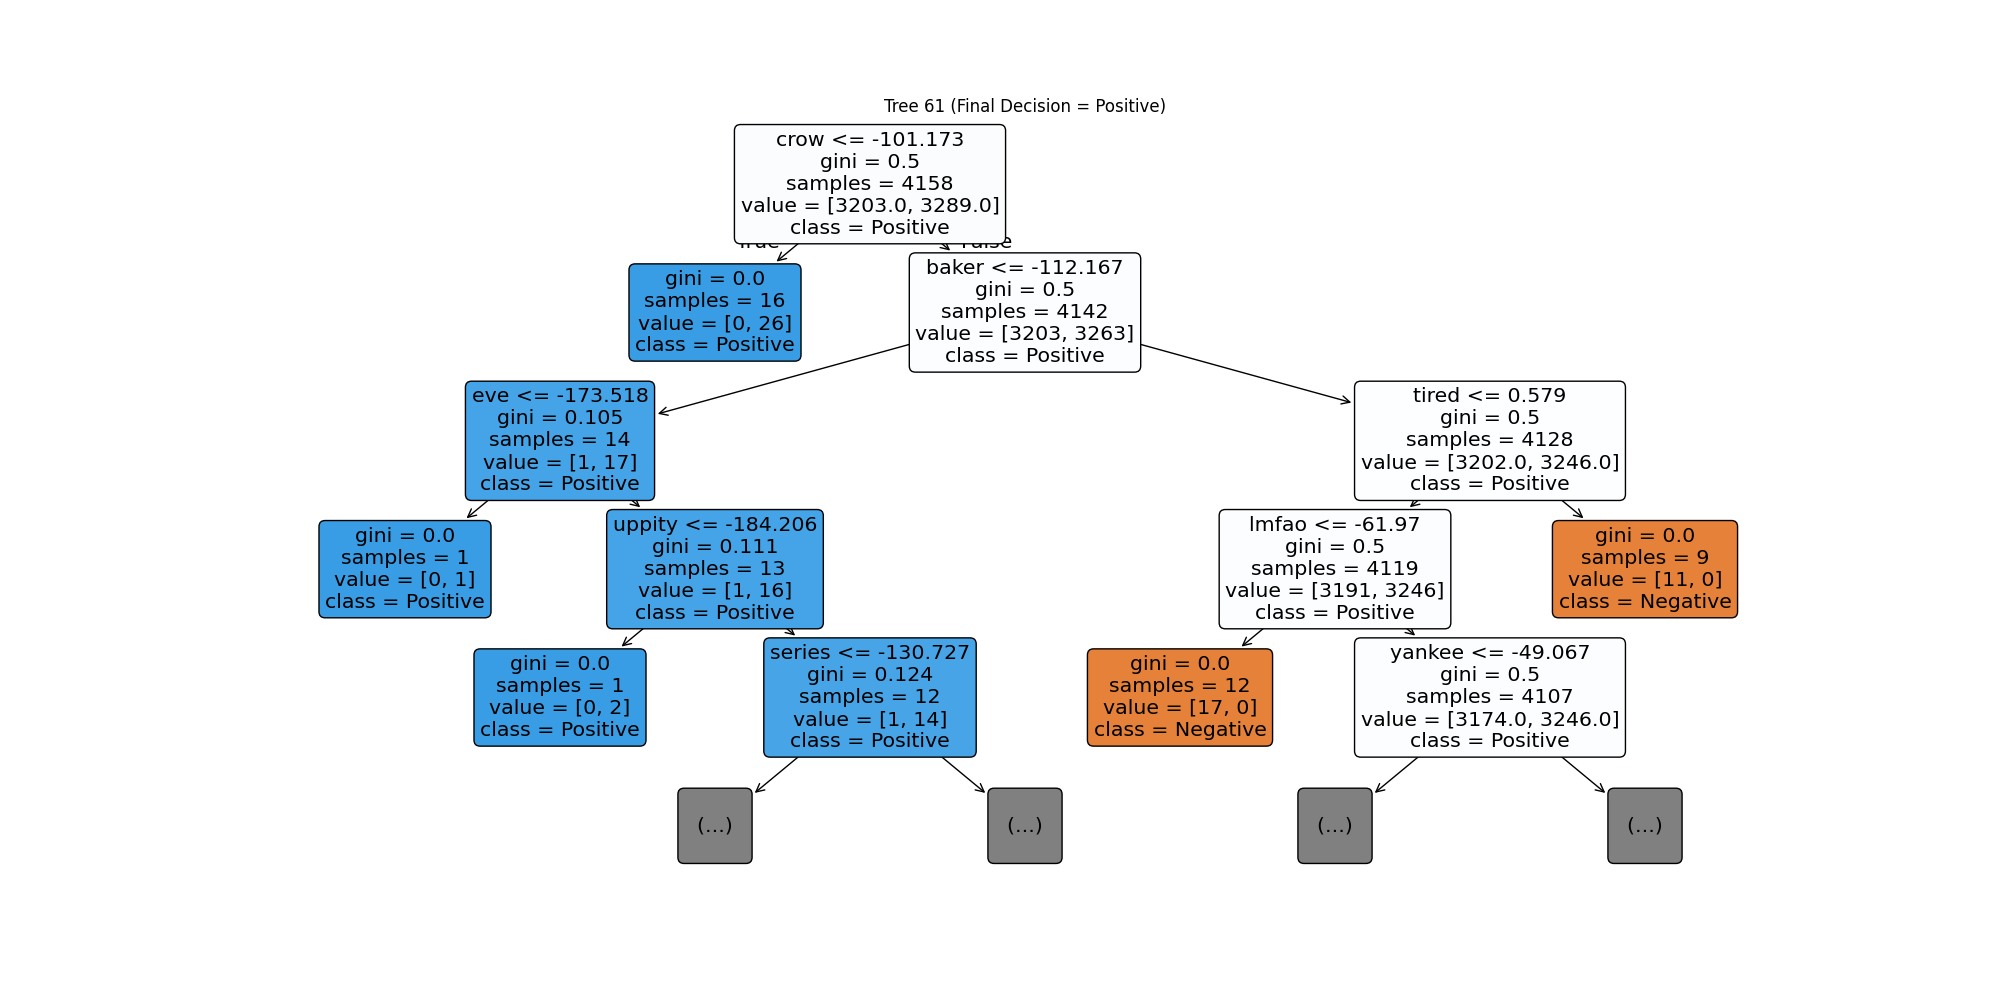 Tree 61 (Final Decision = Positive)
crow <= -101.173
gini = 0.5
samples = 4158
value = [3203.0, 3289.0]
class = Positive
True
False
gini = 0.0
samples = 16
value = [0, 26]
class = Positive
baker <= -112.167
gini = 0.5
samples = 4142
value = [3203, 3263]
class = Positive
eve <= -173.518
gini = 0.105
samples = 14
value = [1, 17]
class = Positive
tired <= 0.579
gini = 0.5
samples = 4128
value = [3202.0, 3246.0]
class = Positive
gini = 0.0
samples = 1
value = [0, 1]
class = Positive
uppity <= -184.206
gini = 0.111
samples = 13
value = [1, 16]
class = Positive
lmfao <= -61.97
gini = 0.5
samples = 4119
value = [3191, 3246]
class = Positive
gini = 0.0
samples = 9
value = [11, 0]
class = Negative
gini = 0.0
samples = 1
value = [0, 2]
class = Positive
series <= -130.727
gini = 0.124
samples = 12
value = [1, 14]
class = Positive
gini = 0.0
samples = 12
value = [17, 0]
class = Negative
yankee <= -49.067
gini = 0.5
samples = 4107
value = [3174.0, 3246.0]
class = Positive
(...)
(...)
(...)
(...)